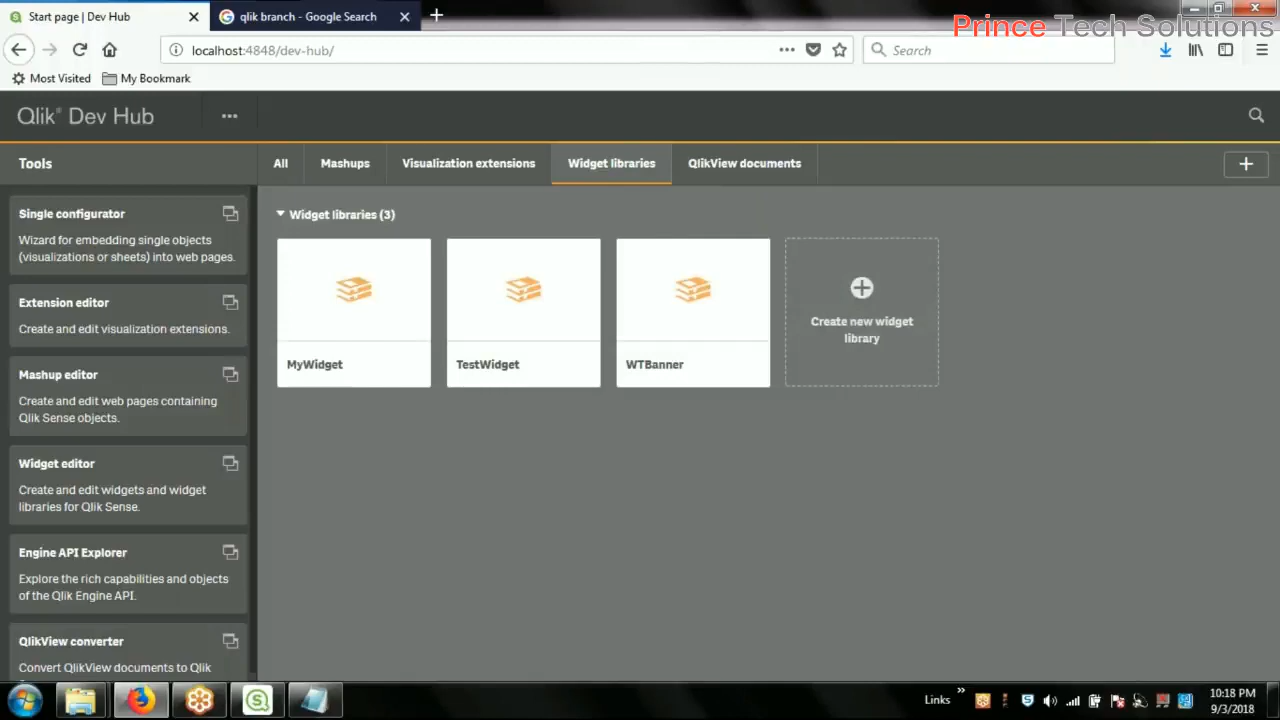 Start page | Dev Hub
qlik branch - Google Search
Prince Tech Solutions
localhost:4848/dev-hub/
Search
Most Visited
My Bookmark
Qlik® Dev Hub
Tools
All
Mashups
Visualization extensions
Widget libraries
QlikView documents
Single configurator
Wizard for embedding single objects
(visualizations or sheets) into web pages.
Extension editor
Create and edit visualization extensions.
Mashup editor
Create and edit web pages containing
Qlik Sense objects.
Widget editor
Create and edit widgets and widget
libraries for Qlik Sense.
Engine API Explorer
Explore the rich capabilities and objects
of the Qlik Engine API.
QlikView converter
Convert QlikView documents to Qlik
Widget libraries (3)
MyWidget
TestWidget
WTBanner
Create new widget
library
Links
10:18 PM
9/3/2018